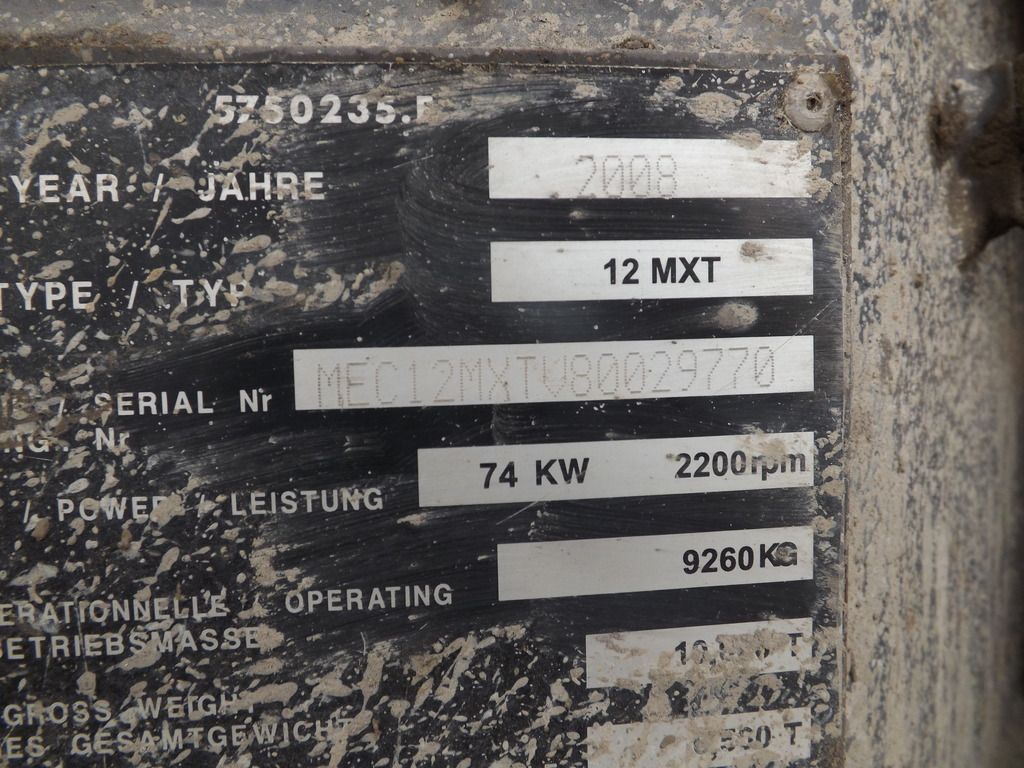 5750235.F
YEAR / JAHRE 2008
TYPE / TYP 12 MXT
/ SERIAL Nr MEC12MXTV80029770
Nr
/ POWER / LEISTUNG 74 KW 2200rpm
ERATIONNELLE / OPERATING 9260KG
BETRIEBSMASSE
T
GROSS WEIGHT
ES GESAMTGEWICHT T